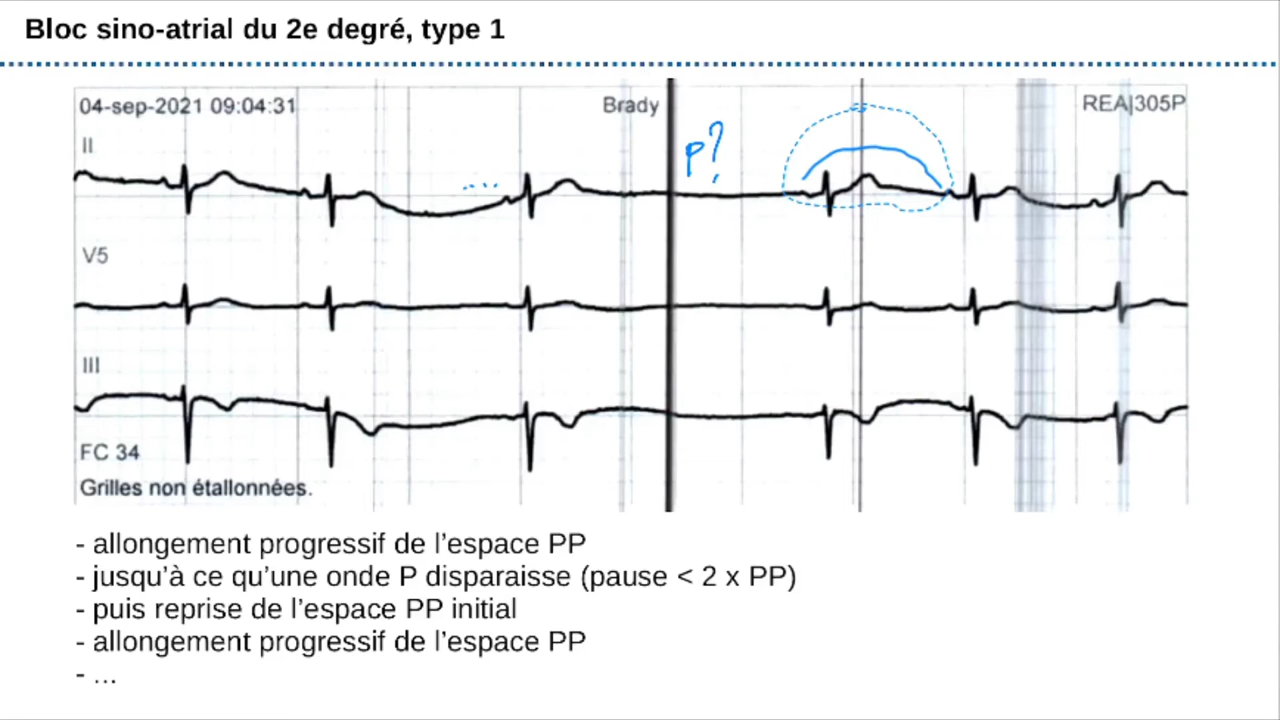 Bloc sino-atrial du 2e degré, type 1
04-sep-2021 09:04:31 Brady REA|305P
II
p?
V5
III
FC 34
Grilles non étallonnées.
- allongement progressif de l’espace PP
- jusqu’à ce qu’une onde P disparaisse (pause < 2 x PP)
- puis reprise de l’espace PP initial
- allongement progressif de l’espace PP
- ...